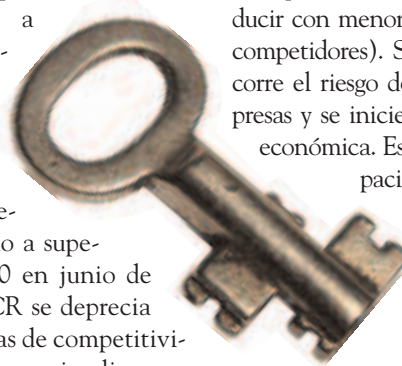 a
-
e-
o a supe-
0 en junio de
CR se deprecia
as de competitivi-
ducir con menor
competidores). S
corre el riesgo de
presas y se inicie
económica. Es
paci